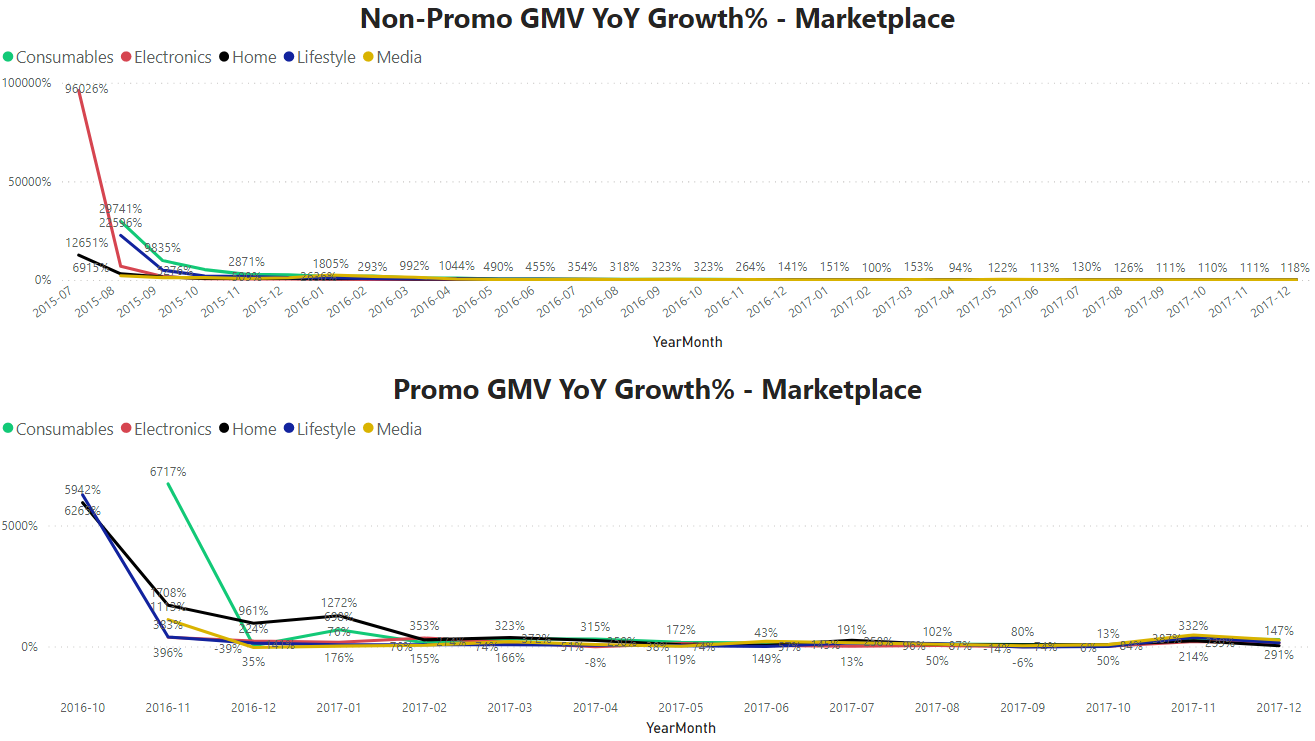 Non-Promo GMV YoY Growth% - Marketplace
Consumables Electronics Home Lifestyle Media
100000%
96026%
50000%
29741%
22596%
12651%
9835%
6915%
2871%
1805% 293% 992% 1044% 490% 455% 354% 318% 323% 323% 264% 141% 151% 100% 153% 94% 122% 113% 130% 126% 111% 110% 111% 118%
0%
2015-07 2015-08 2015-09 2015-10 2015-11 2015-12 2016-01 2016-02 2016-03 2016-04 2016-05 2016-06 2016-07 2016-08 2016-09 2016-10 2016-11 2016-12 2017-01 2017-02 2017-03 2017-04 2017-05 2017-06 2017-07 2017-08 2017-09 2017-10 2017-11 2017-12
YearMonth
Promo GMV YoY Growth% - Marketplace
Consumables Electronics Home Lifestyle Media
6717%
5942%
5000%
1708%
961% 1272% 353% 323% 315% 172% 43% 191% 102% 80% 13% 332% 147%
0%
396% 35% 176% 155% 166% -8% 119% 149% 13% 50% -6% 50% 214% 291%
2016-10 2016-11 2016-12 2017-01 2017-02 2017-03 2017-04 2017-05 2017-06 2017-07 2017-08 2017-09 2017-10 2017-11 2017-12
YearMonth